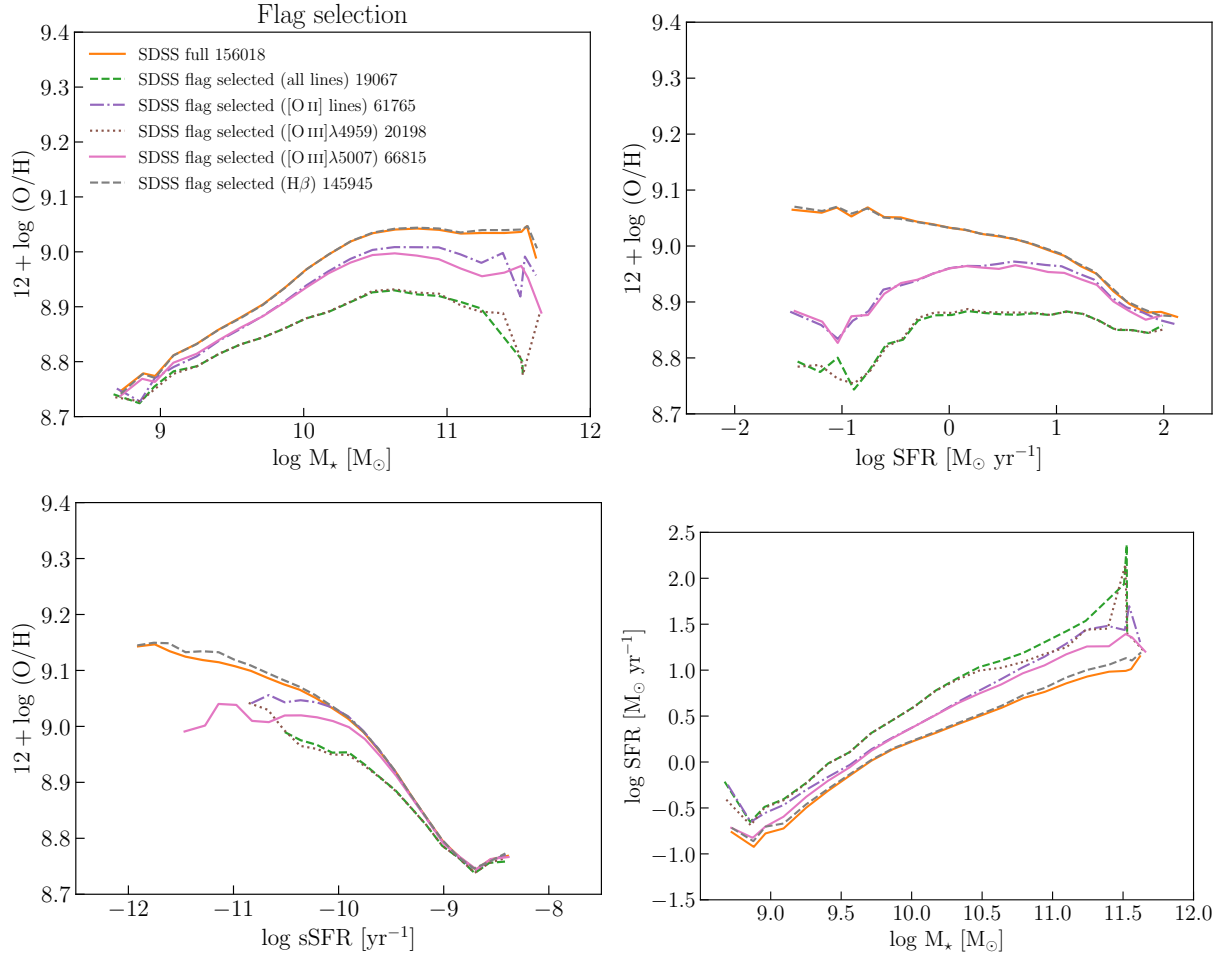 Flag selection
9.4
9.3
9.2
9.1
9.0
8.9
8.8
8.7
12 + log (O/H)
SDSS full 156018
SDSS flag selected (all lines) 19067
SDSS flag selected ([O II] lines) 61765
SDSS flag selected ([O III]λ4959) 20198
SDSS flag selected ([O III]λ5007) 66815
SDSS flag selected (Hβ) 145945
9 10 11 12
log M⋆ [M⊙]
9.4
9.3
9.2
9.1
9.0
8.9
8.8
8.7
12 + log (O/H)
−2 −1 0 1 2
log SFR [M⊙ yr⁻¹]
9.4
9.3
9.2
9.1
9.0
8.9
8.8
8.7
12 + log (O/H)
−12 −11 −10 −9 −8
log sSFR [yr⁻¹]
2.5
2.0
1.5
1.0
0.5
0.0
−0.5
−1.0
−1.5
log SFR [M⊙ yr⁻¹]
9.0 9.5 10.0 10.5 11.0 11.5 12.0
log M⋆ [M⊙]